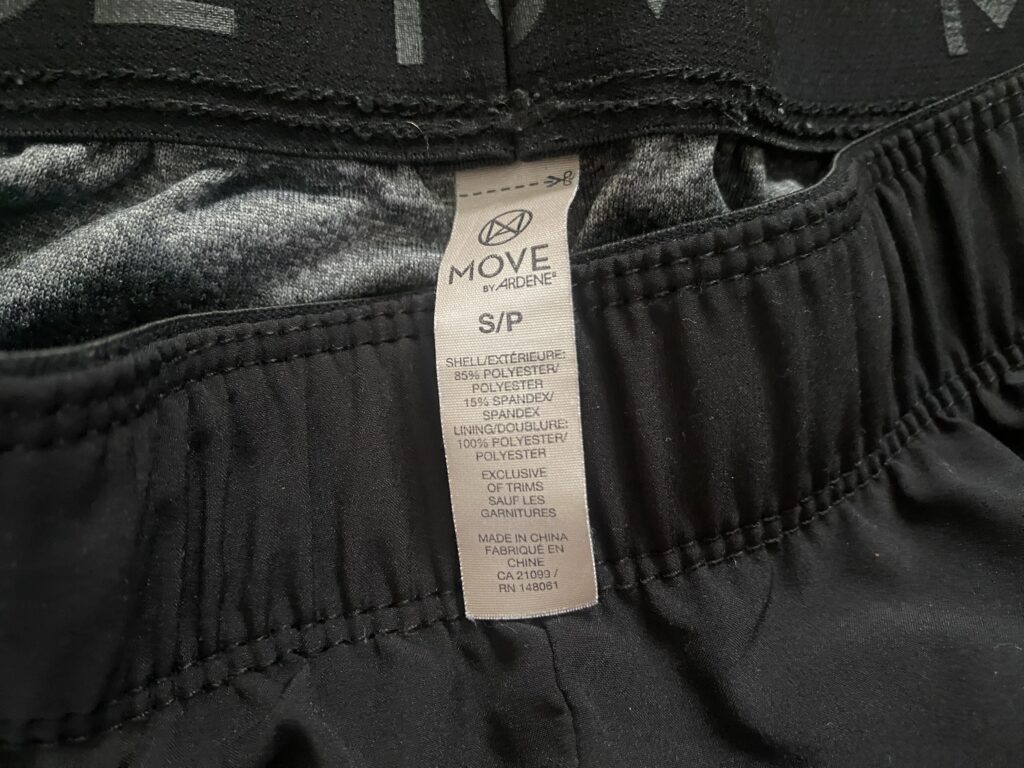 MOVE
BY ARDENE
S/P
SHELL/EXTÉRIEURE:
85% POLYESTER/
POLYESTER
15% SPANDEX/
SPANDEX
LINING/DOUBLURE:
100% POLYESTER/
POLYESTER
EXCLUSIVE
OF TRIMS
SAUF LES
GARNITURES
MADE IN CHINA
FABRIQUÉ EN
CHINE
CA 21099 /
RN 148061